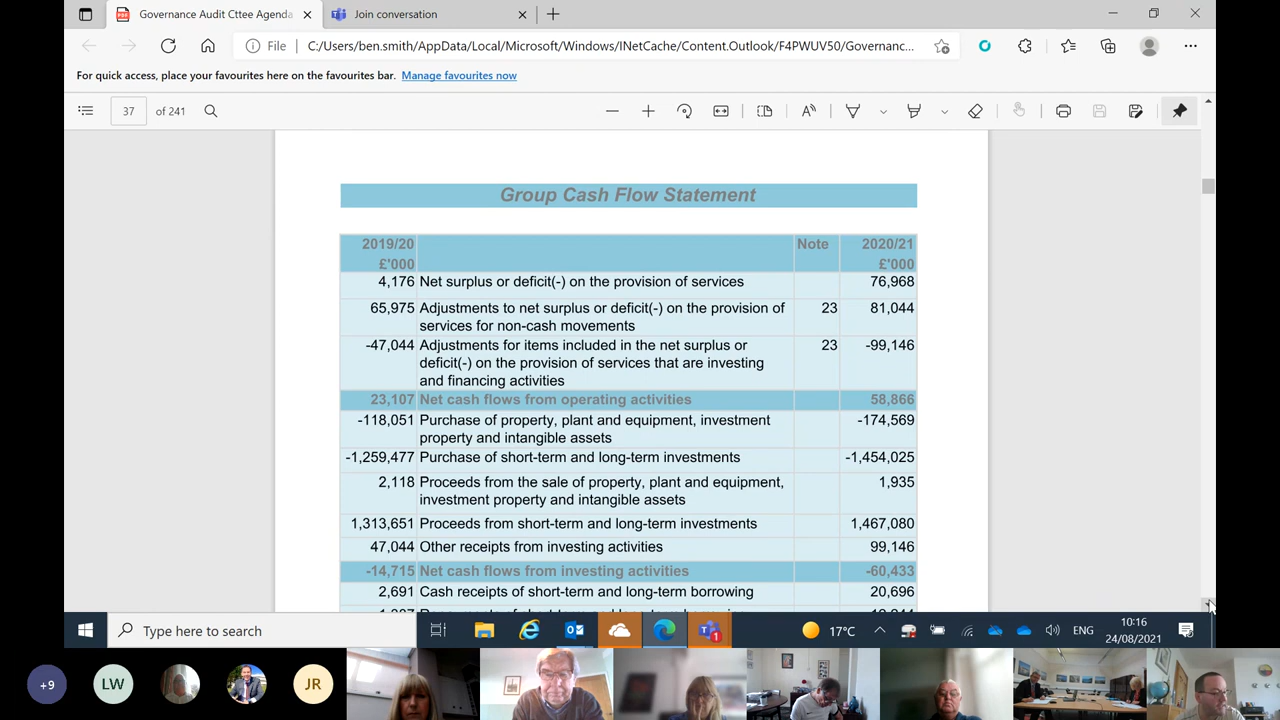 Governance Audit Cttee Agenda
Join conversation
File
C:/Users/ben.smith/AppData/Local/Microsoft/Windows/INetCache/Content.Outlook/F4PWUV50/Governanc...
For quick access, place your favourites here on the favourites bar. Manage favourites now
37 of 241
Group Cash Flow Statement
2019/20 Note 2020/21
£'000 £'000
4,176 Net surplus or deficit(-) on the provision of services 76,968
65,975 Adjustments to net surplus or deficit(-) on the provision of 23 81,044
services for non-cash movements
-47,044 Adjustments for items included in the net surplus or 23 -99,146
deficit(-) on the provision of services that are investing
and financing activities
23,107 Net cash flows from operating activities 58,866
-118,051 Purchase of property, plant and equipment, investment -174,569
property and intangible assets
-1,259,477 Purchase of short-term and long-term investments -1,454,025
2,118 Proceeds from the sale of property, plant and equipment, 1,935
investment property and intangible assets
1,313,651 Proceeds from short-term and long-term investments 1,467,080
47,044 Other receipts from investing activities 99,146
-14,715 Net cash flows from investing activities -60,433
2,691 Cash receipts of short-term and long-term borrowing 20,696
Type here to search
1
17°C
ENG
10:16
24/08/2021
+9
LW
JR